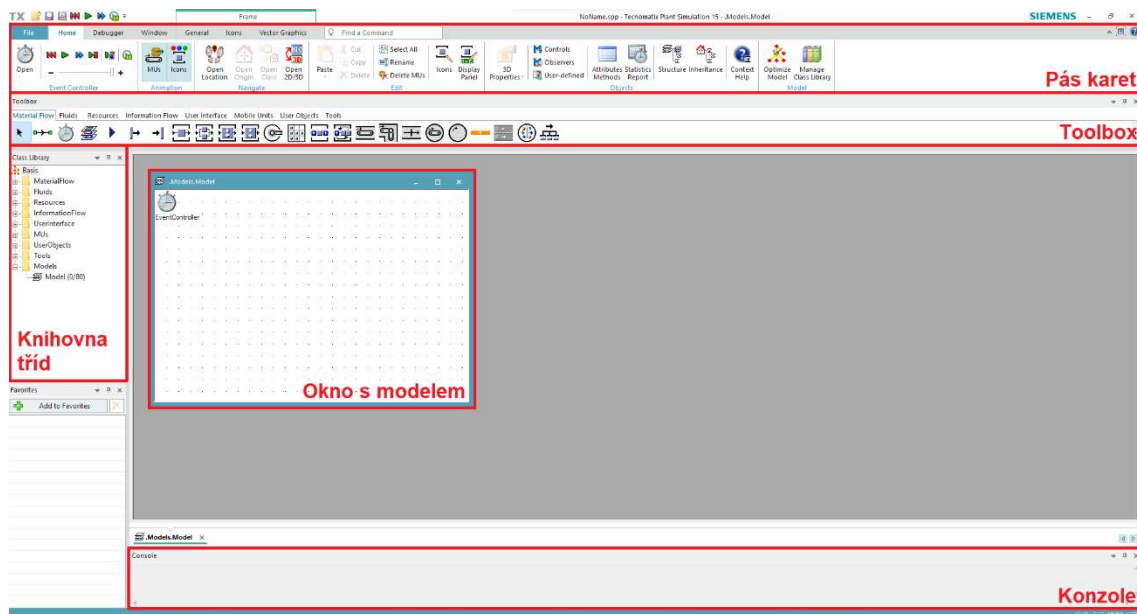 TX Frame NoName.spp - Tecnomatix Plant Simulation 15 - .Models.Model SIEMENS
File Home Debugger Window General Icons Vector Graphics Find a Command
Open
Event Controller
MUs Icons
Animation
Open Location
Open Origin
Open Class
Open 2D/3D
Navigate
Paste
Cut
Copy
Delete
Select All
Rename
Delete MUs
Icons
Display Panel
Edit
3D Properties
Controls
Observers
User-defined
Attributes Methods
Statistics Report
Structure
Inheritance
Objects
Context Help
Optimize Model
Manage Class Library
Model
Pás karet
Toolbox
Material Flow Fluids Resources Information Flow User Interface Mobile Units User Objects Tools
Toolbox
Class Library
Basis
MaterialFlow
Fluids
Resources
InformationFlow
UserInterface
MUs
UserObjects
Tools
Models
Model (0/80)
Knihovna
tříd
.Models.Model
EventController
Okno s modelem
Favorites
Add to Favorites
.Models.Model
Console
Konzole